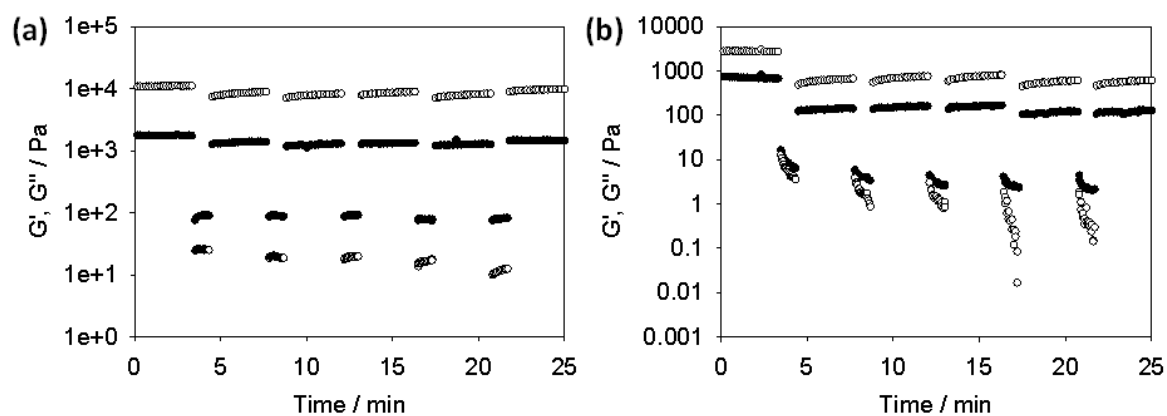 (a)
1e+5
1e+4
1e+3
1e+2
1e+1
1e+0
G', G'' / Pa
0 5 10 15 20 25
Time / min
(b)
10000
1000
100
10
1
0.1
0.01
0.001
G', G'' / Pa
0 5 10 15 20 25
Time / min